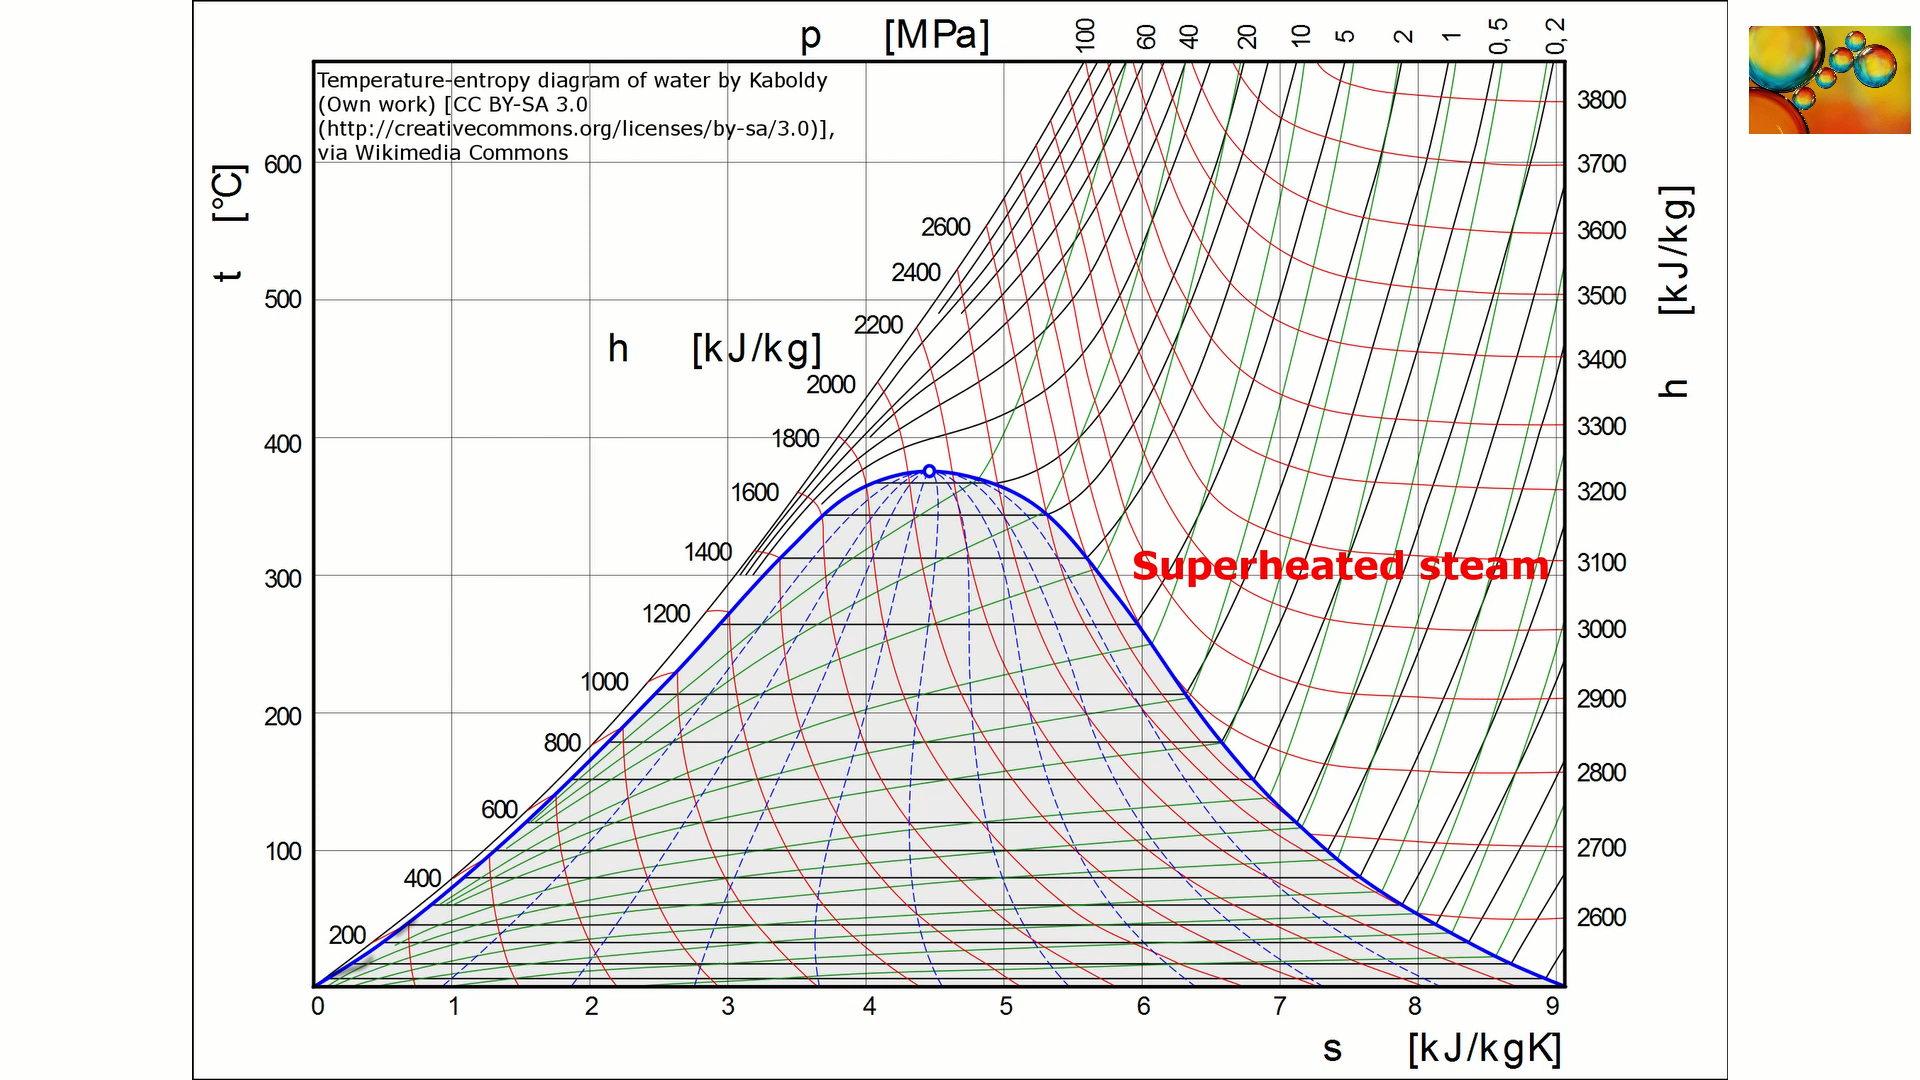 p [MPa] 100 60 40 20 10 5 2 1 0,5 0,2
Temperature-entropy diagram of water by Kaboldy
(Own work) [CC BY-SA 3.0
(http://creativecommons.org/licenses/by-sa/3.0)],
via Wikimedia Commons
t [°C]
600
500
400
300
200
100
h [kJ/kg]
2600
2400
2200
2000
1800
1600
1400
1200
1000
800
600
400
200
Superheated steam
3800
3700
3600
3500
3400
3300
3200
3100
3000
2900
2800
2700
2600
h [kJ/kg]
0 1 2 3 4 5 6 7 8 9
s [kJ/kgK]